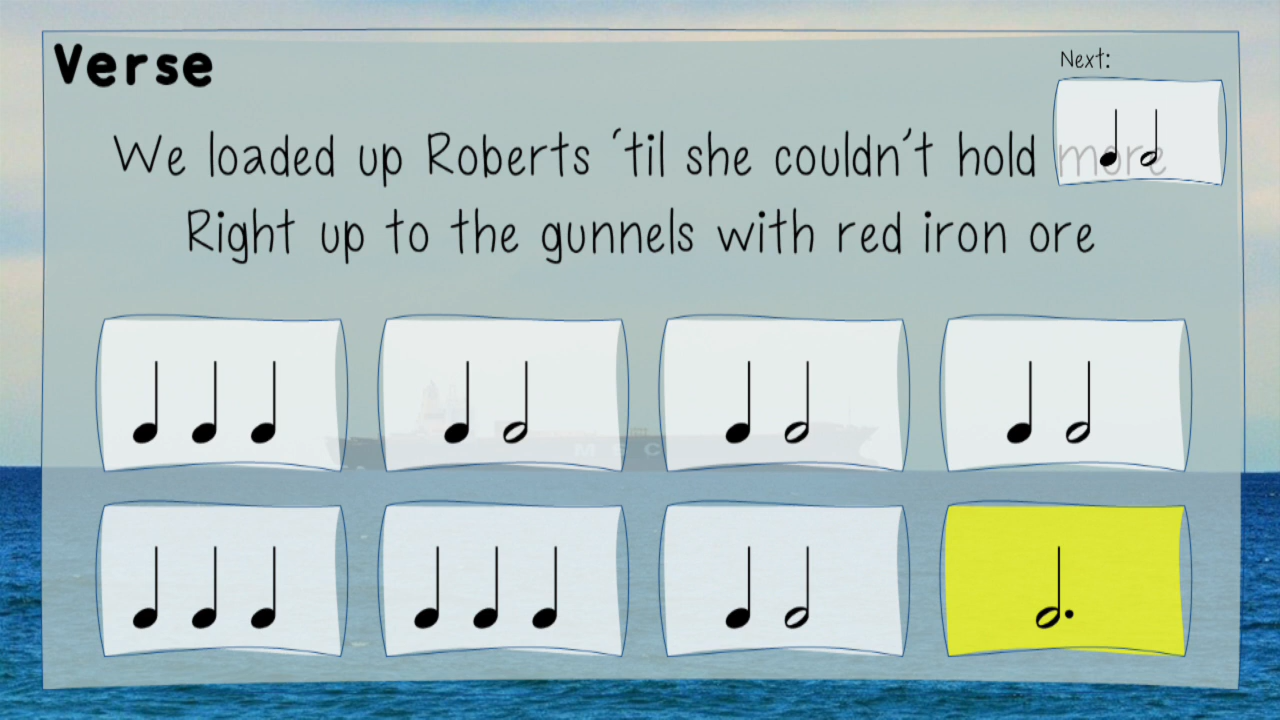 Verse
Next:
We loaded up Roberts ‘til she couldn’t hold more
Right up to the gunnels with red iron ore
M S C